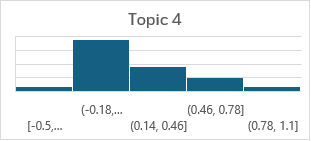 Topic 4
(-0.18,... (0.46, 0.78]
[-0.5,... (0.14, 0.46] (0.78, 1.1]